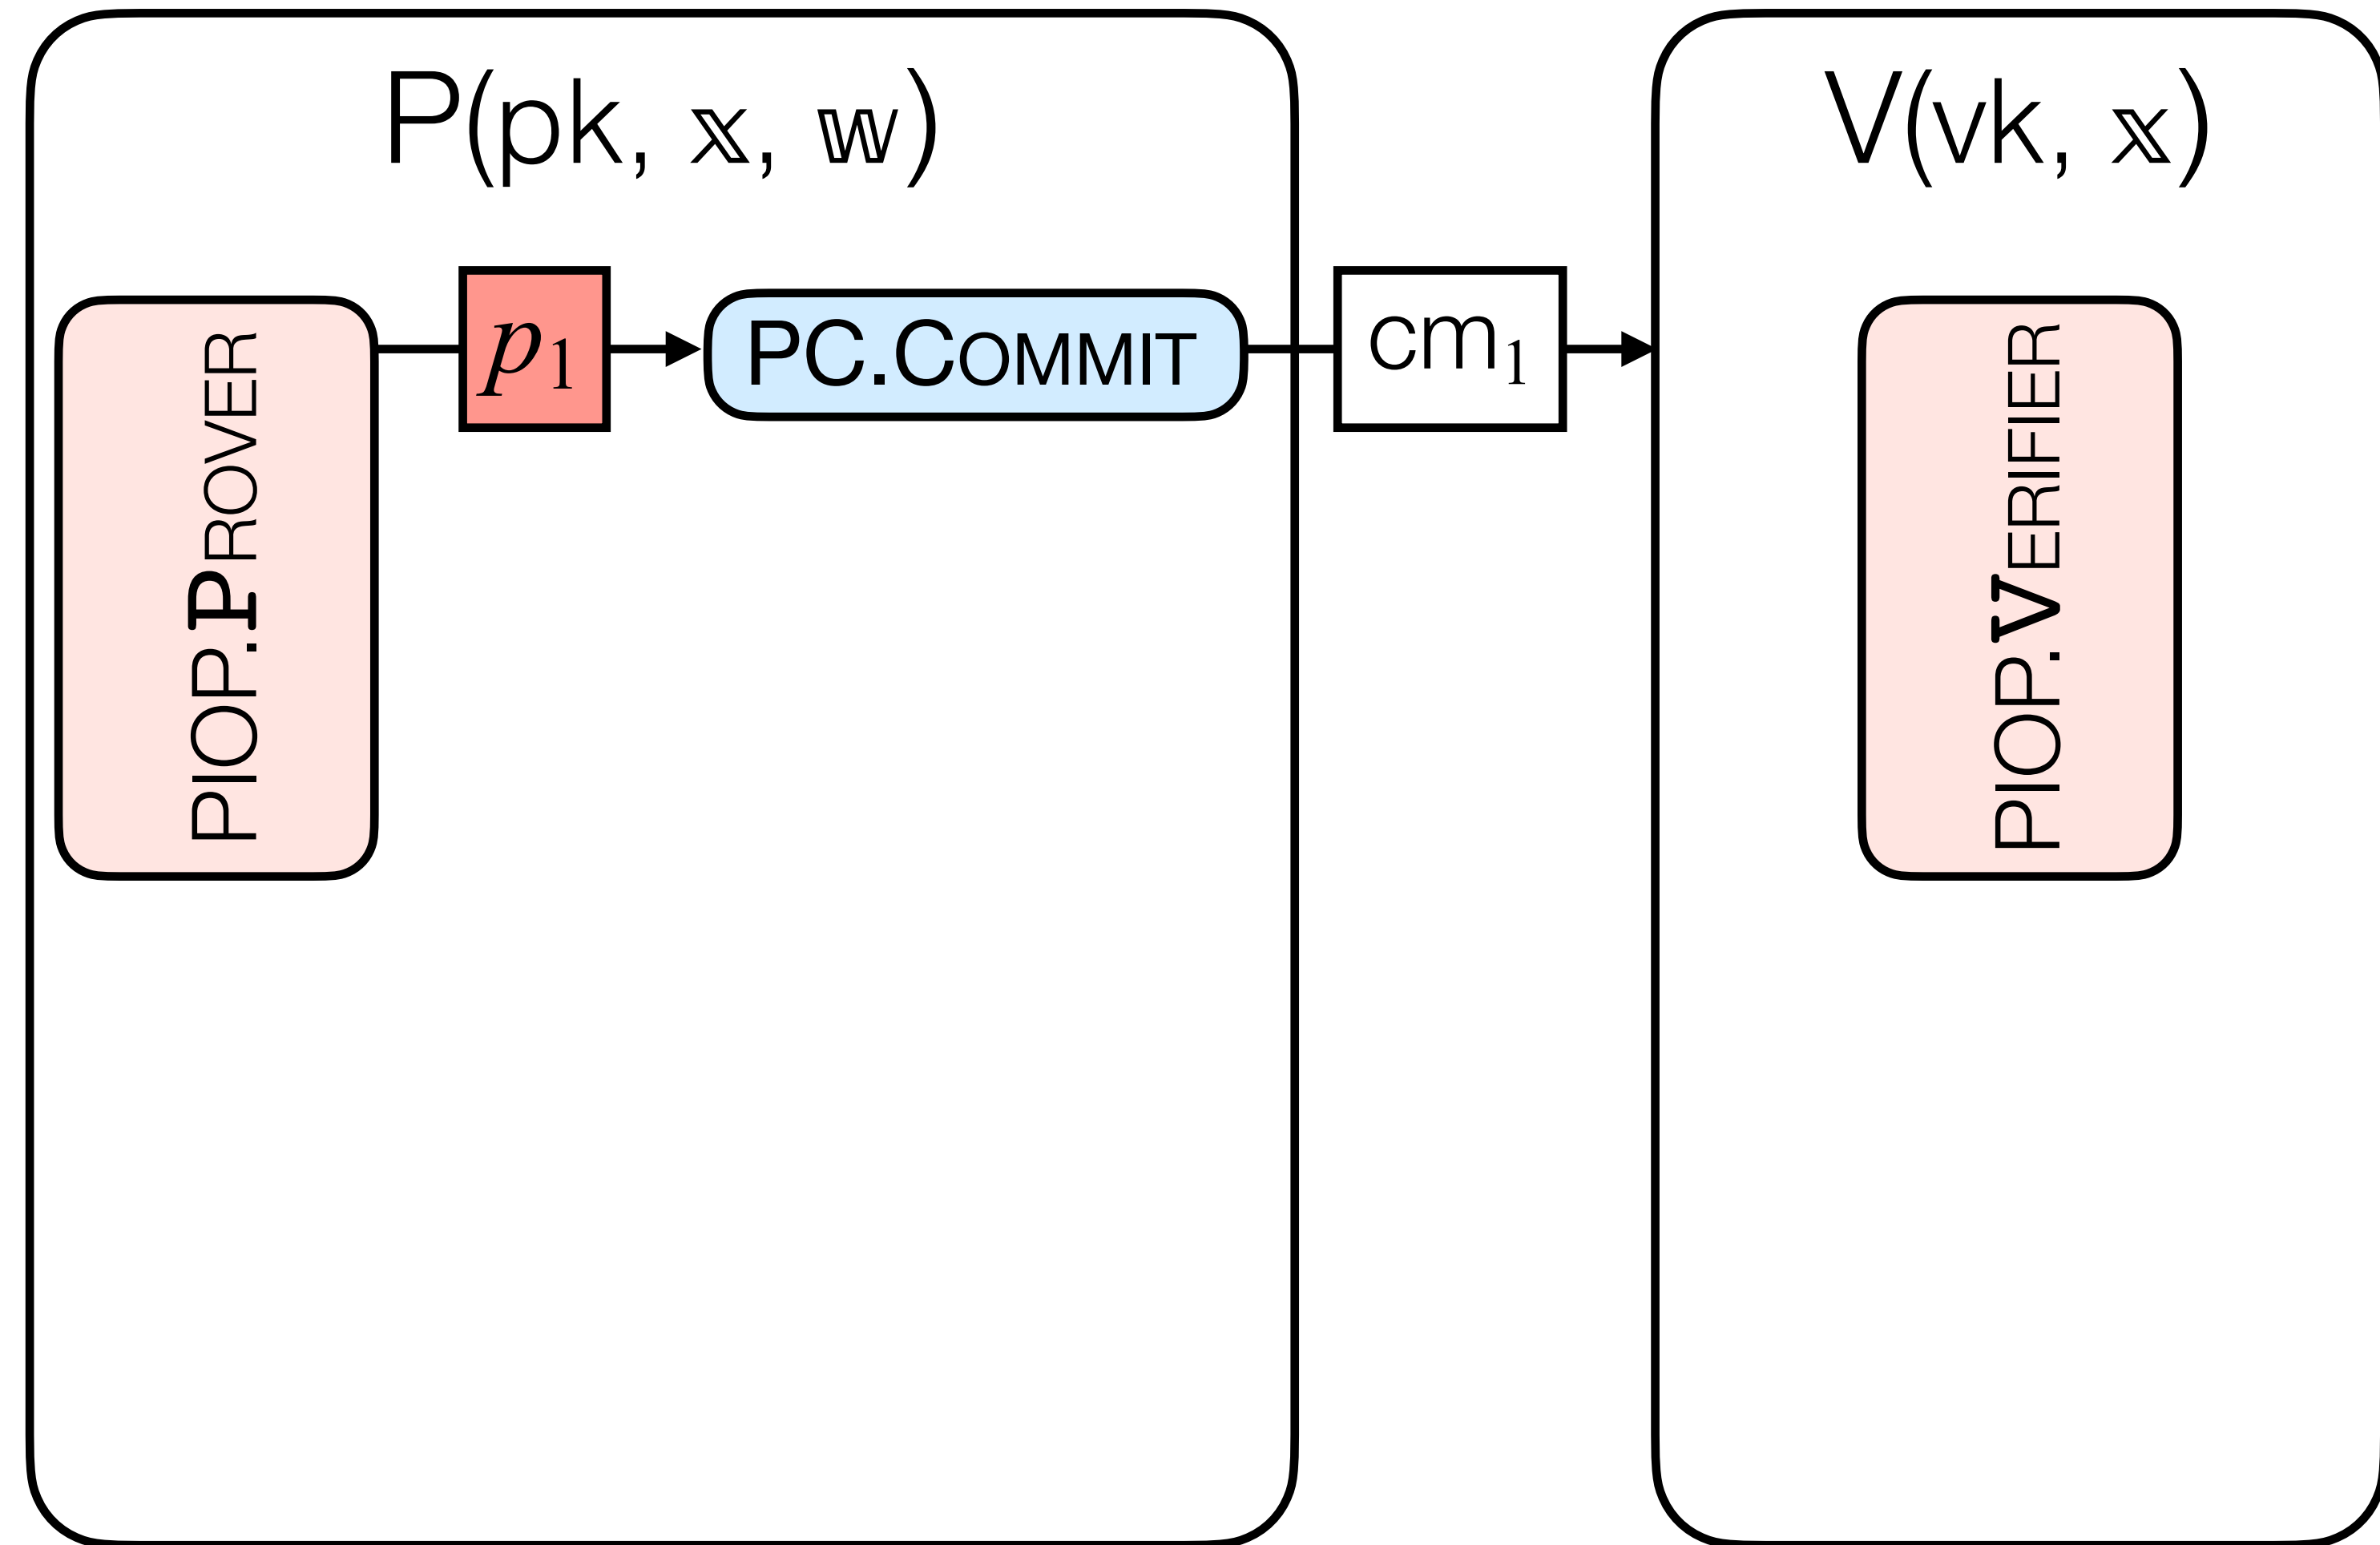 P(pk, 𝕩, 𝕨)
V(vk, 𝕩)
p₁
PC.COMMIT
cm₁
PIOP.PROVER
PIOP.VERIFIER